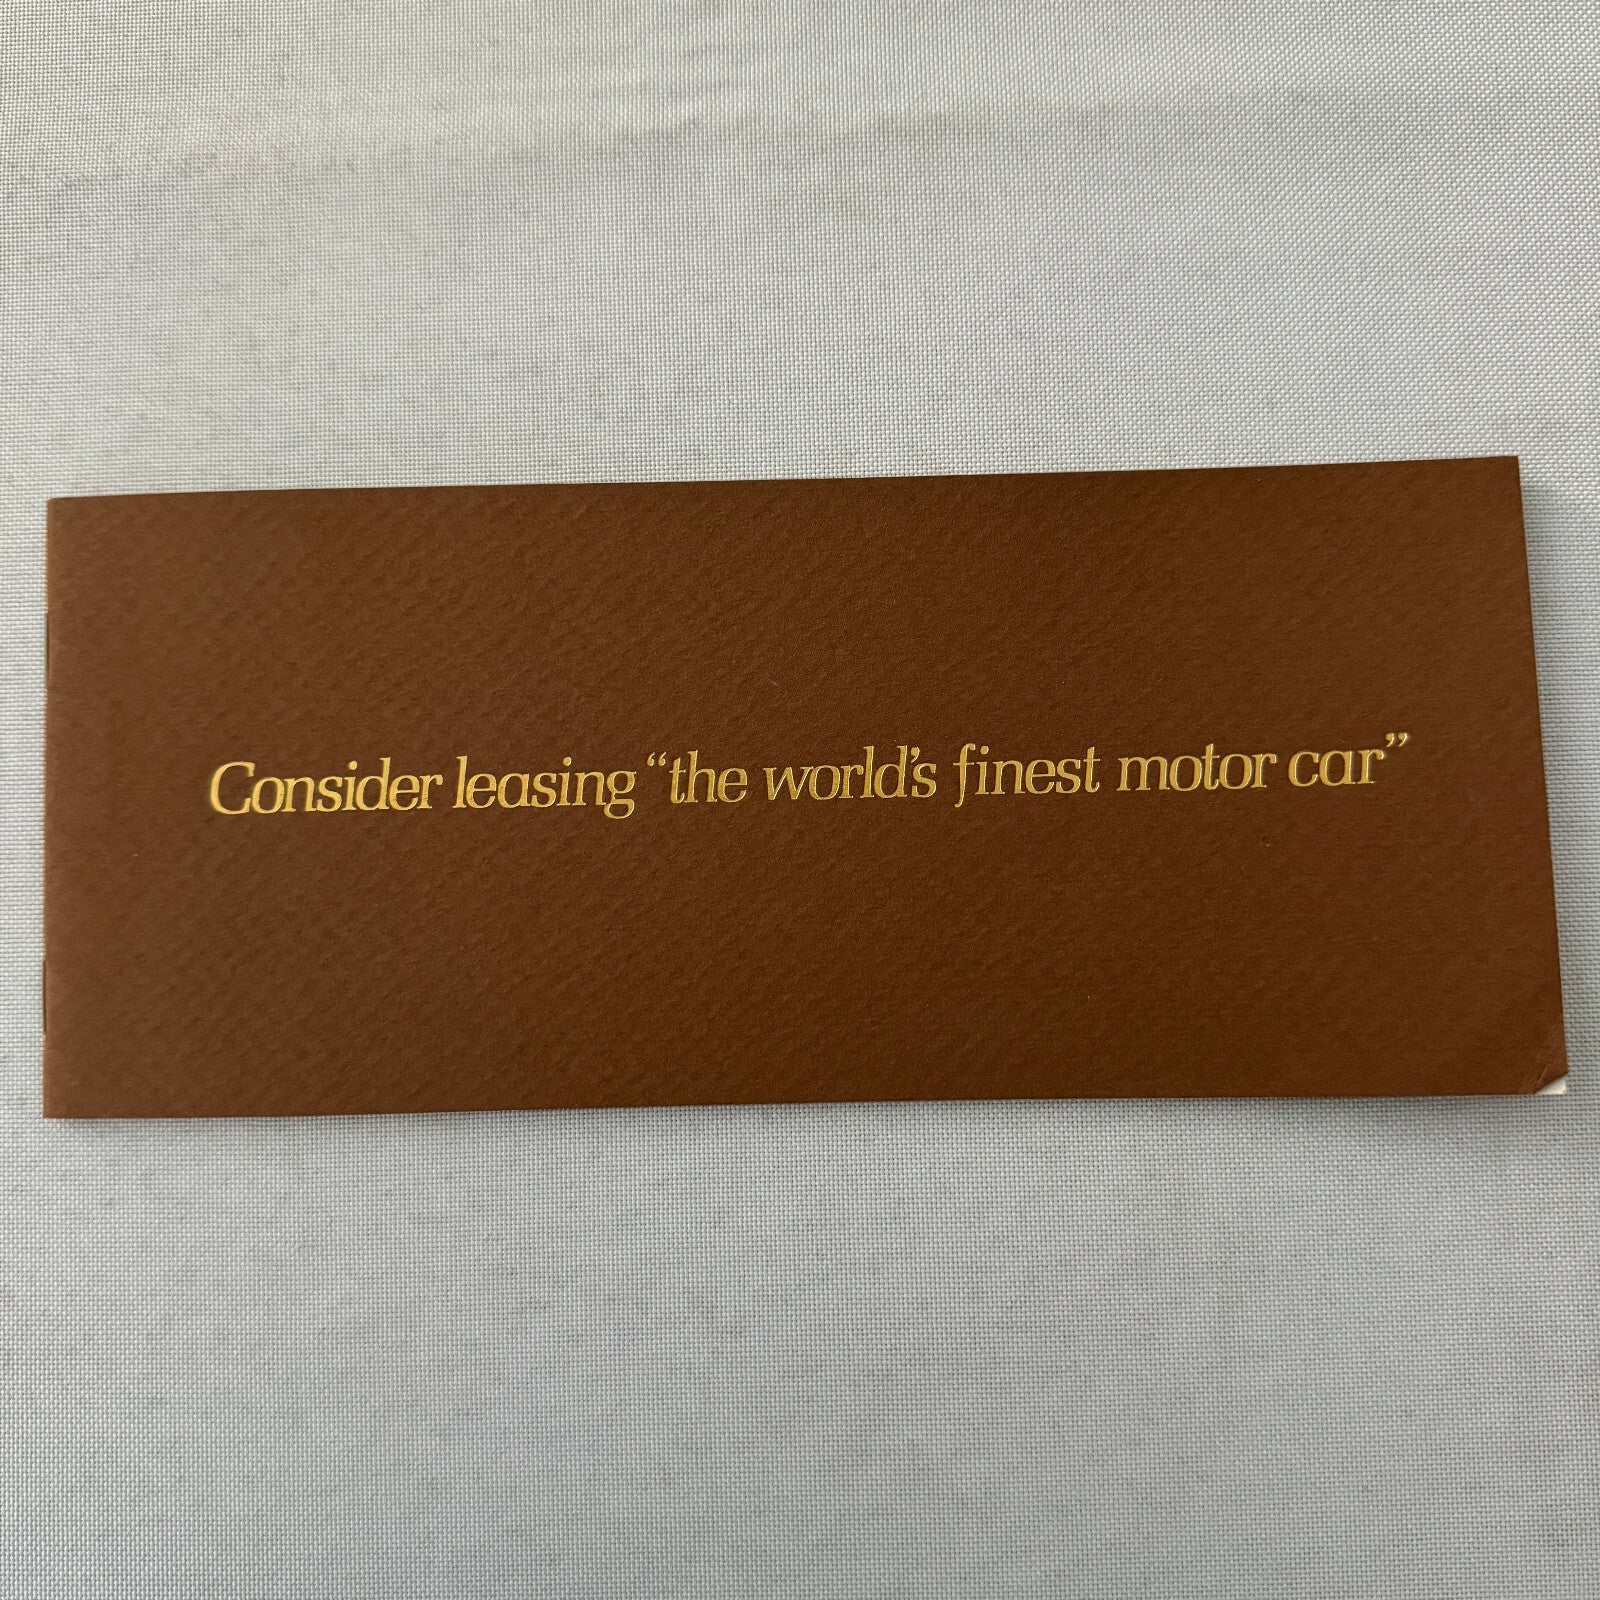 Consider leasing “the world’s finest motor car”